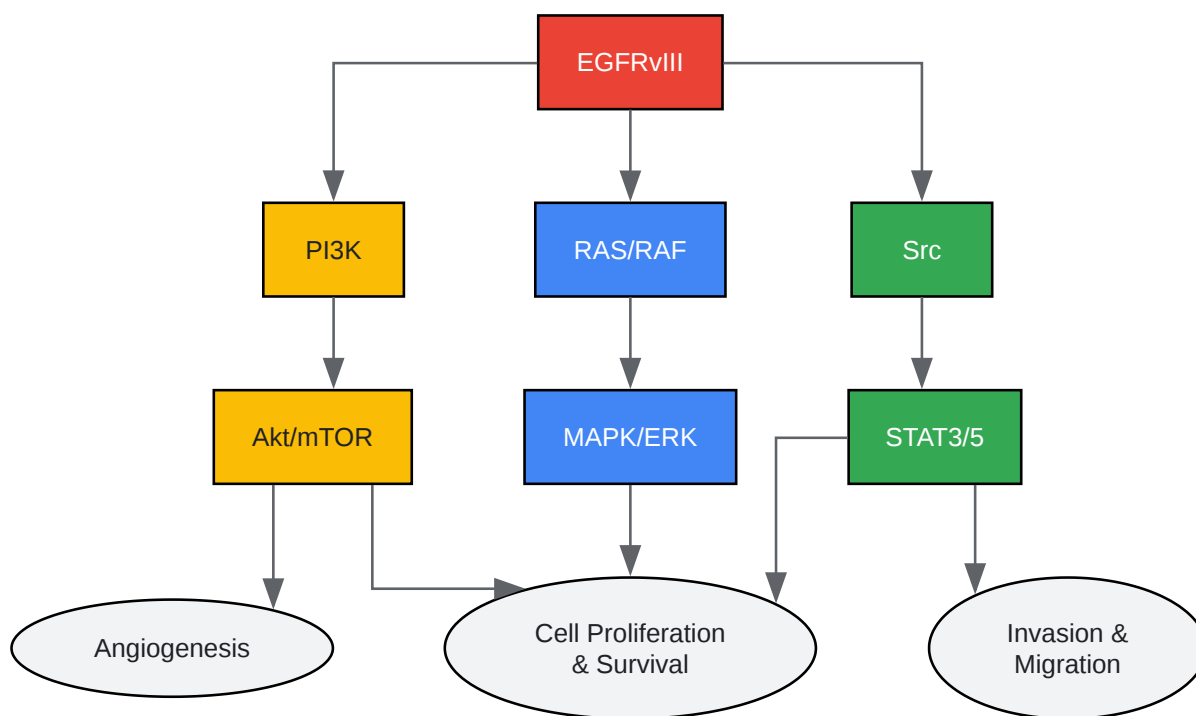 EGFRvIII
PI3K
RAS/RAF
Src
Akt/mTOR
MAPK/ERK
STAT3/5
Angiogenesis
Cell Proliferation
& Survival
Invasion &
Migration